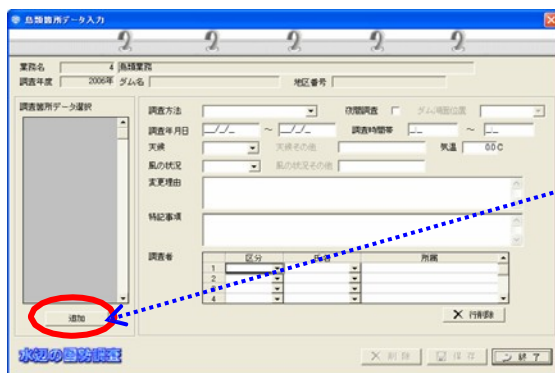 鳥類箇所データ入力
業務名 4 鳥類業務
調査年度 2006年 ダム名 地区番号
調査箇所データ選択
調査方法 夜間調査 ダム湖面位置
調査年月日 _/_/_ ~ _/_/_ 調査時間帯 _:_ ~ _:_
天候 天候その他 気温 0.0 C
風の状況 風の状況その他
変更理由
特記事項
調査者 区分 氏名 所属
1
2
3
4
追加 行削除
水辺の国勢調査 削 除 保 存 終 了